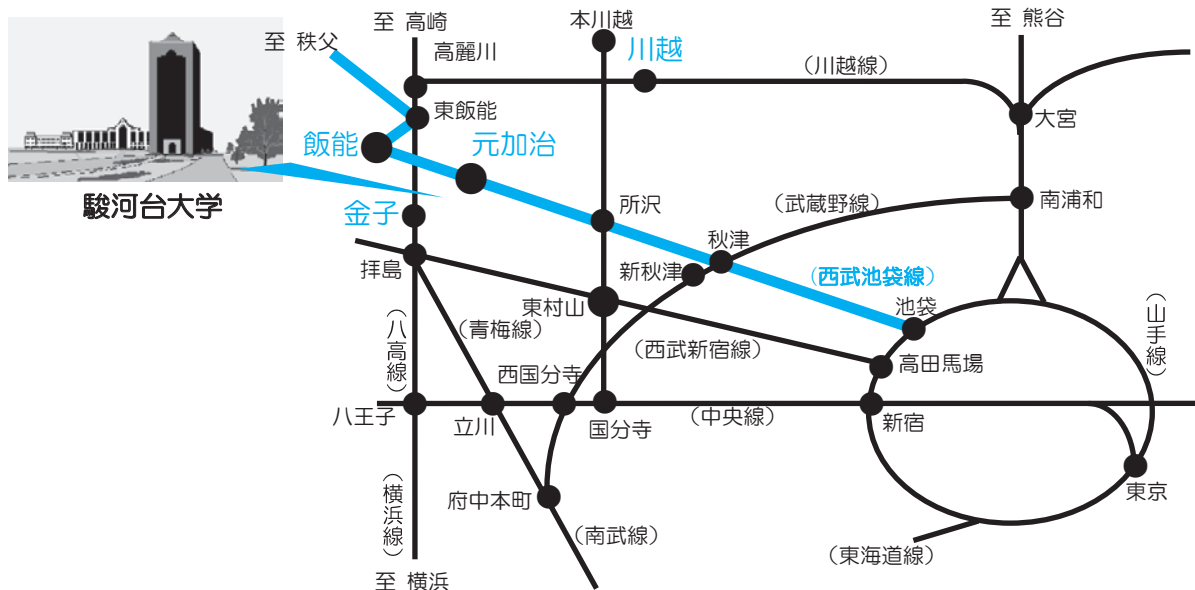 至 高崎
本川越
至 熊谷
至 秩父
高麗川
川越
（川越線）
東飯能
大宮
飯能
元加治
駿河台大学
金子
所沢
（武蔵野線）
南浦和
拝島
新秋津
秋津
（西武池袋線）
東村山
池袋
（八高線）
（青梅線）
（西武新宿線）
高田馬場
（山手線）
西国分寺
八王子
立川
国分寺
（中央線）
新宿
（横浜線）
府中本町
東京
（南武線）
（東海道線）
至 横浜